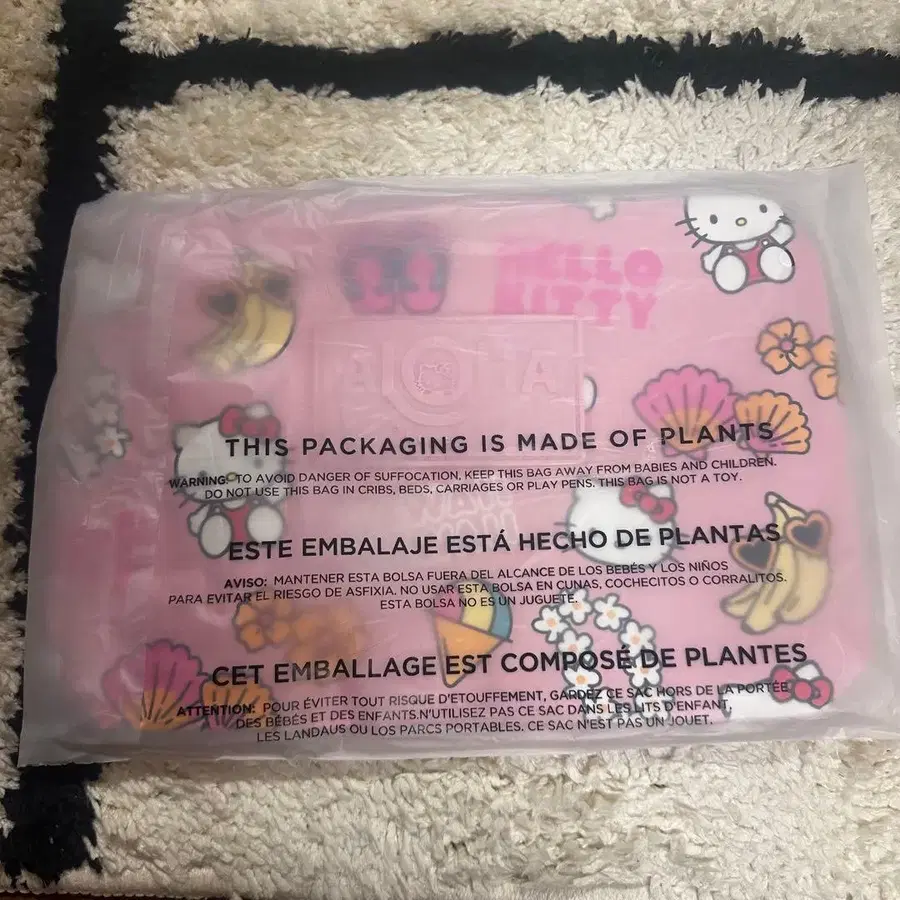 HELLO
KITTY
ALOHA
THIS PACKAGING IS MADE OF PLANTS
WARNING: TO AVOID DANGER OF SUFFOCATION, KEEP THIS BAG AWAY FROM BABIES AND CHILDREN.
DO NOT USE THIS BAG IN CRIBS, BEDS, CARRIAGES OR PLAY PENS. THIS BAG IS NOT A TOY.
ESTE EMBALAJE ESTÁ HECHO DE PLANTAS
AVISO: MANTENER ESTA BOLSA FUERA DEL ALCANCE DE LOS BEBÉS Y LOS NIÑOS
PARA EVITAR EL RIESGO DE ASFIXIA. NO USAR ESTA BOLSA EN CUNAS, COCHECITOS O CORRALITOS.
ESTA BOLSA NO ES UN JUGUETE.
CET EMBALLAGE EST COMPOSÉ DE PLANTES
ATTENTION: POUR ÉVITER TOUT RISQUE D'ETOUFFEMENT, GARDEZ CE SAC HORS DE LA PORTÉE
DES BÉBÉS ET DES ENFANTS.N'UTILISEZ PAS CE SAC DANS LES LITS D'ENFANT,
LES LANDAUS OU LOS PARCS PORTABLES. CE SAC N'EST PAS UN JOUET.